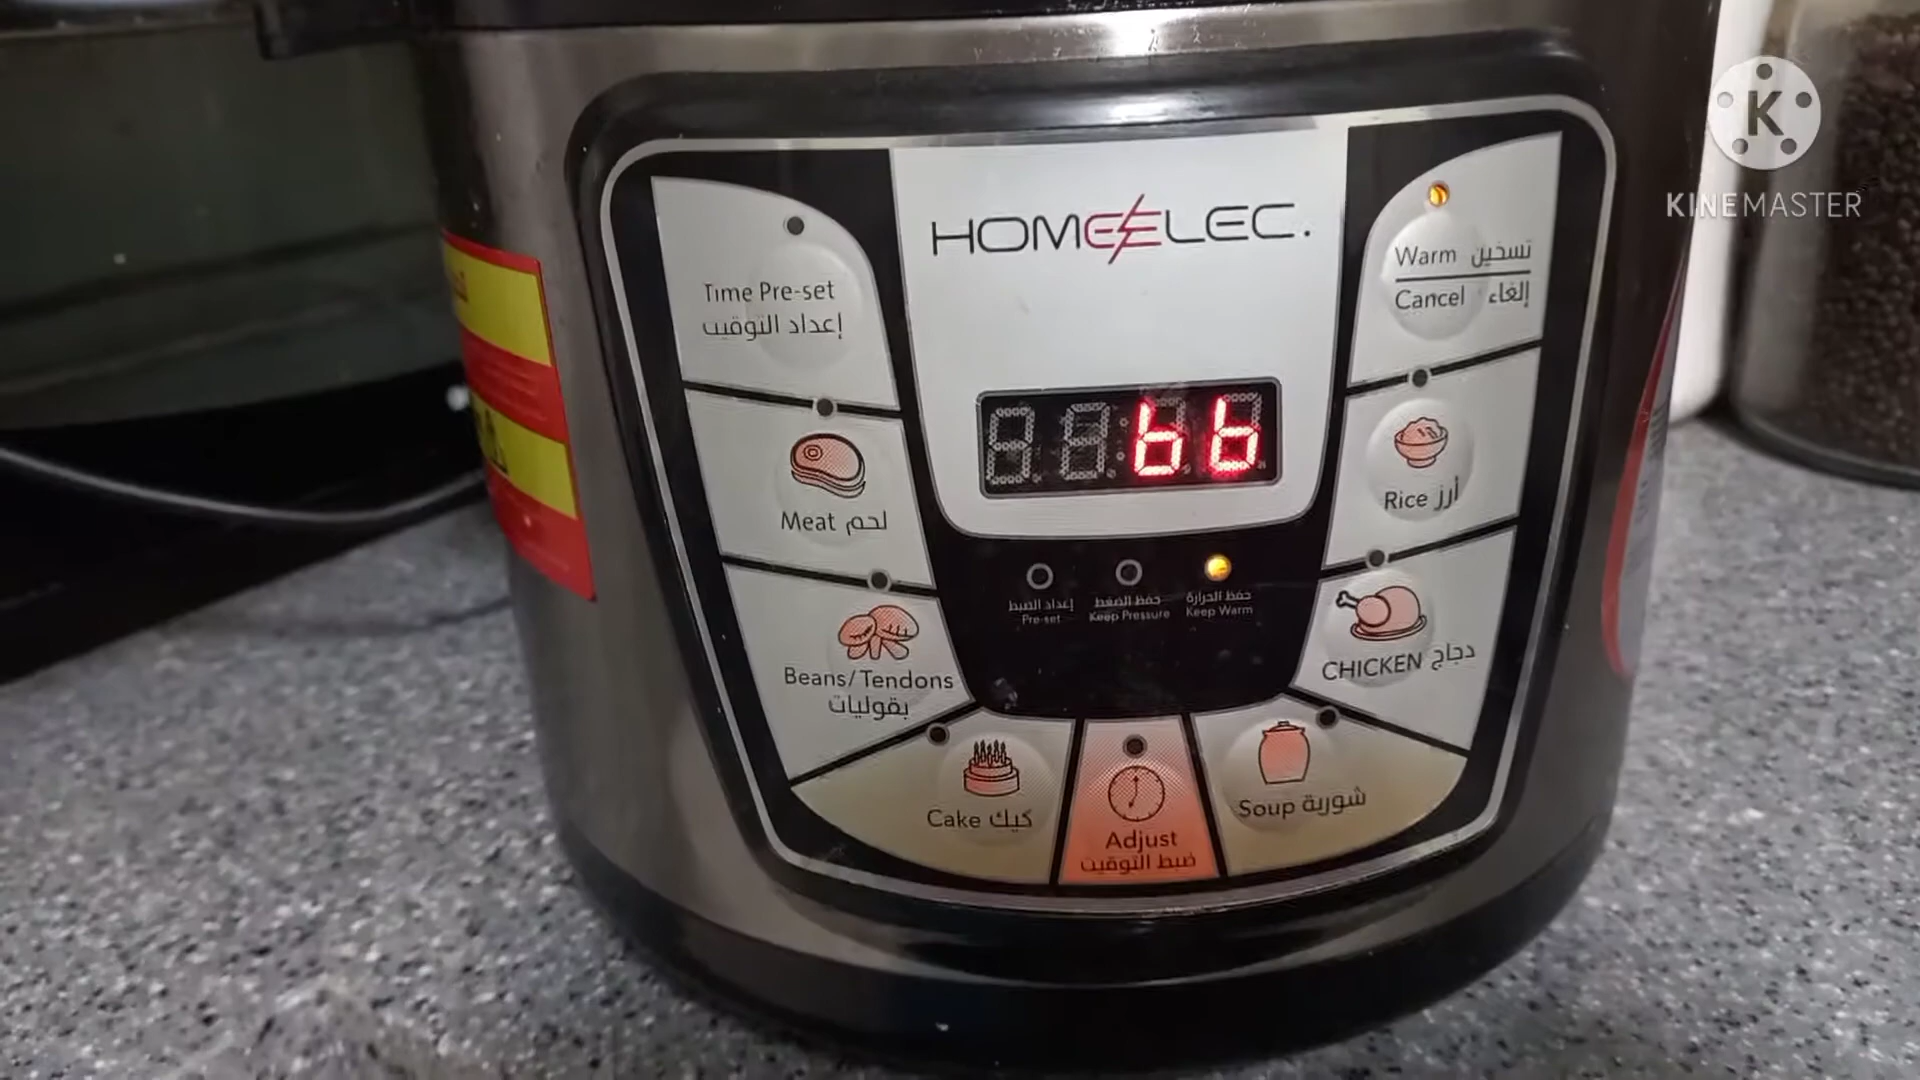 HOMEELEC.
Time Pre-set
إعداد التوقيت
Warm تسخين
Cancel إلغاء
bb
Meat لحم
Rice أرز
إعداد الضبط
Pre-set
حفظ الضغط
Keep Pressure
حفظ الحرارة
Keep Warm
Beans/Tendons
بقوليات
CHICKEN دجاج
Cake كيك
Adjust
ضبط التوقيت
Soup شوربة
K
KINEMASTER